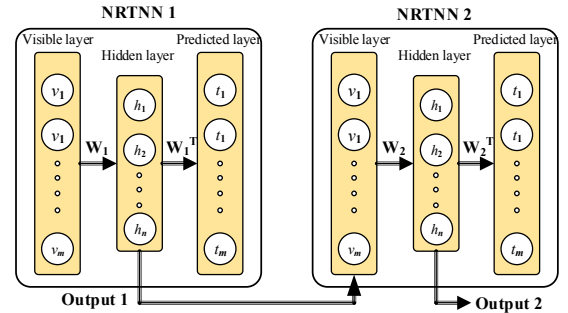 NRTNN 1
Visible layer
Hidden layer
Predicted layer
v1
v1
vm
W1
h1
h2
hn
W1T
t1
t1
tm
Output 1
NRTNN 2
Visible layer
Hidden layer
Predicted layer
v1
v1
vm
W2
h1
h2
hn
W2T
t1
t1
tm
Output 2